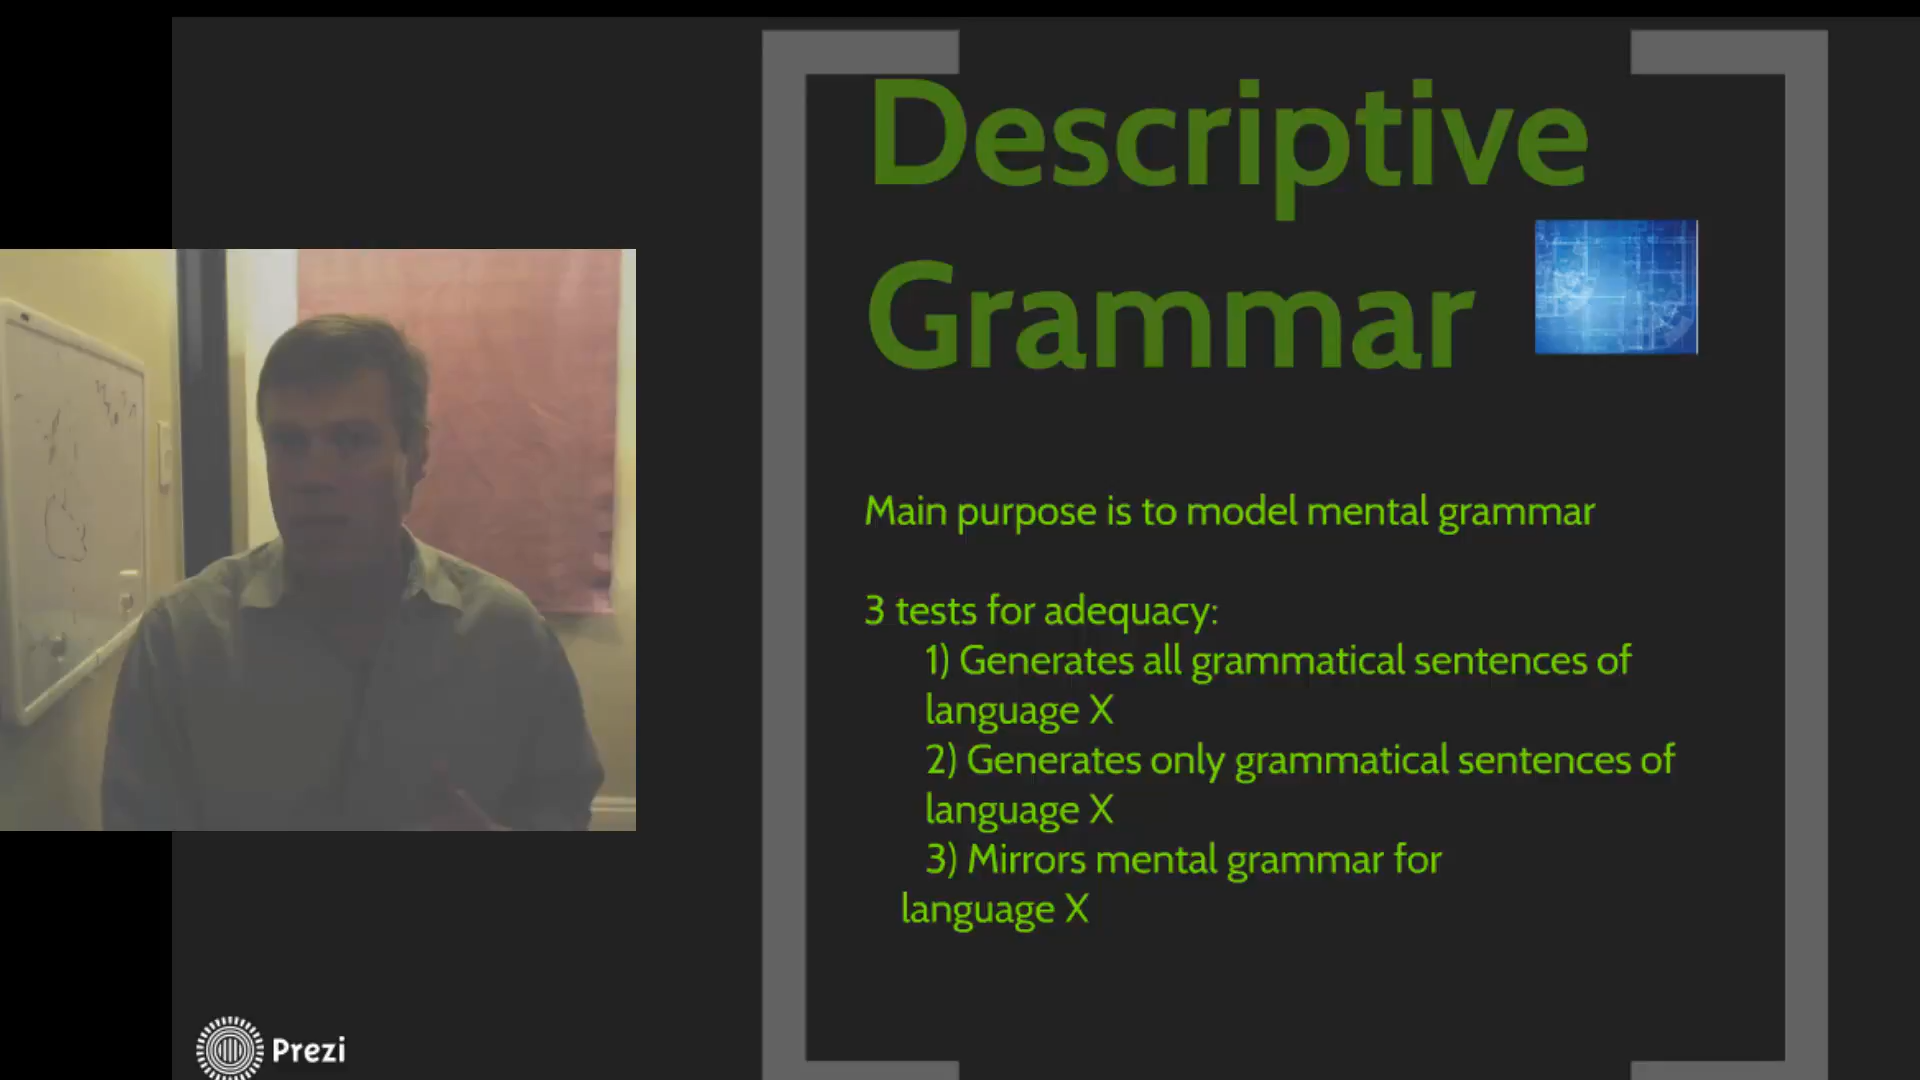 Descriptive
Grammar
Main purpose is to model mental grammar
3 tests for adequacy:
1) Generates all grammatical sentences of
language X
2) Generates only grammatical sentences of
language X
3) Mirrors mental grammar for
language X
Prezi